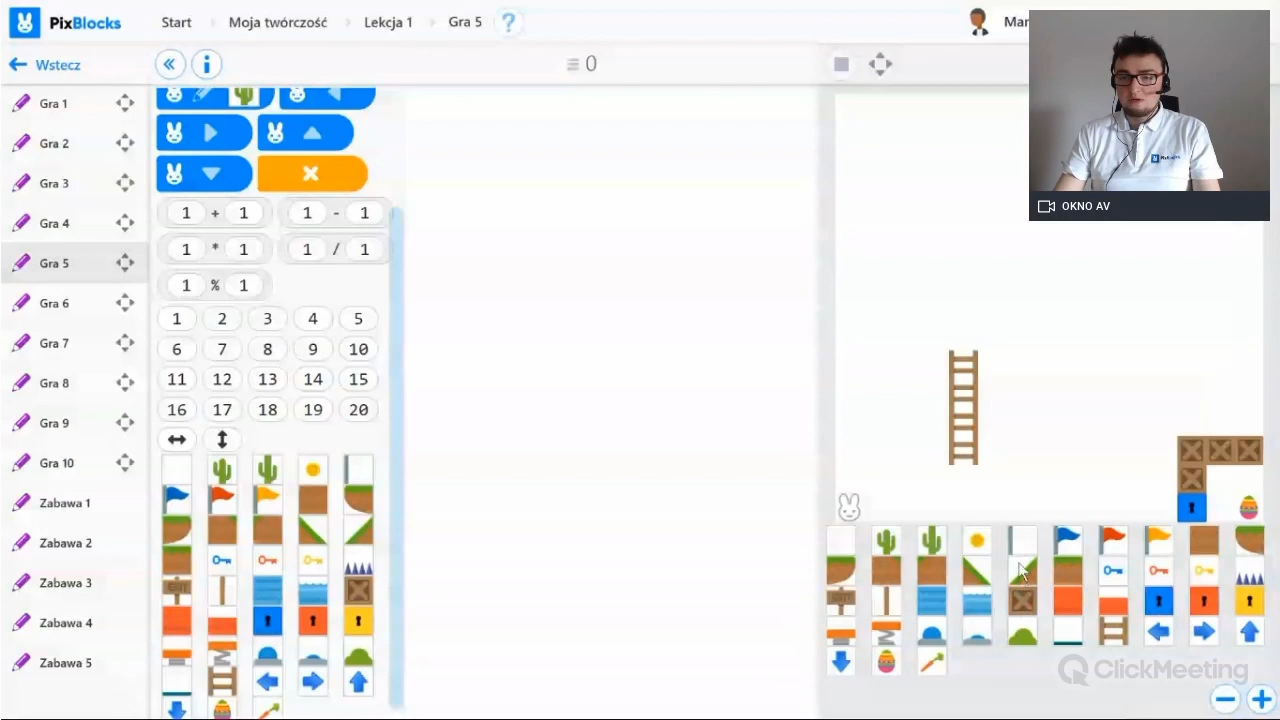 PixBlocks Start Moja twórczość Lekcja 1 Gra 5 ? Mar
Wstecz « i 0
Gra 1
Gra 2
Gra 3
Gra 4
Gra 5
Gra 6
Gra 7
Gra 8
Gra 9
Gra 10
Zabawa 1
Zabawa 2
Zabawa 3
Zabawa 4
Zabawa 5
1 + 1 1 - 1
1 * 1 1 / 1
1 % 1
1 2 3 4 5
6 7 8 9 10
11 12 13 14 15
16 17 18 19 20
EXIT
OKNO AV
EXIT
ClickMeeting